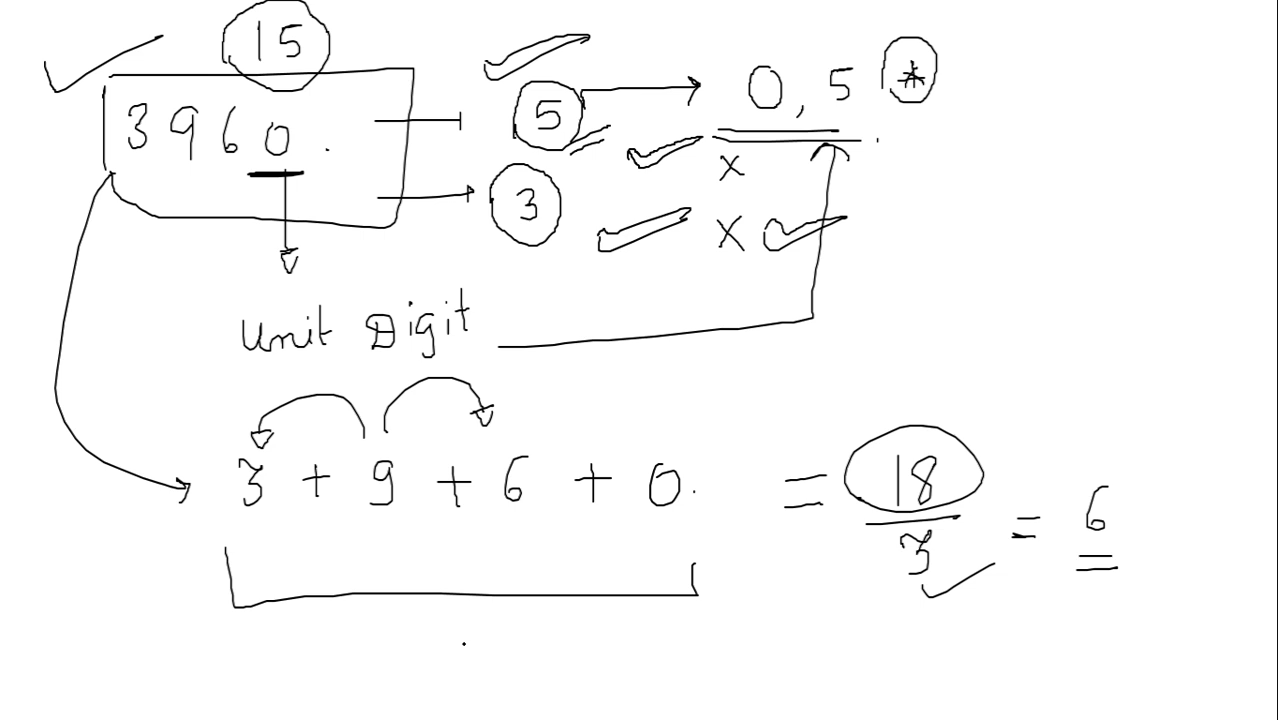 15
3960. 5 0, 5 *
3 x
x
Unit Digit
3 + 9 + 6 + 0. = 18/3 = 6